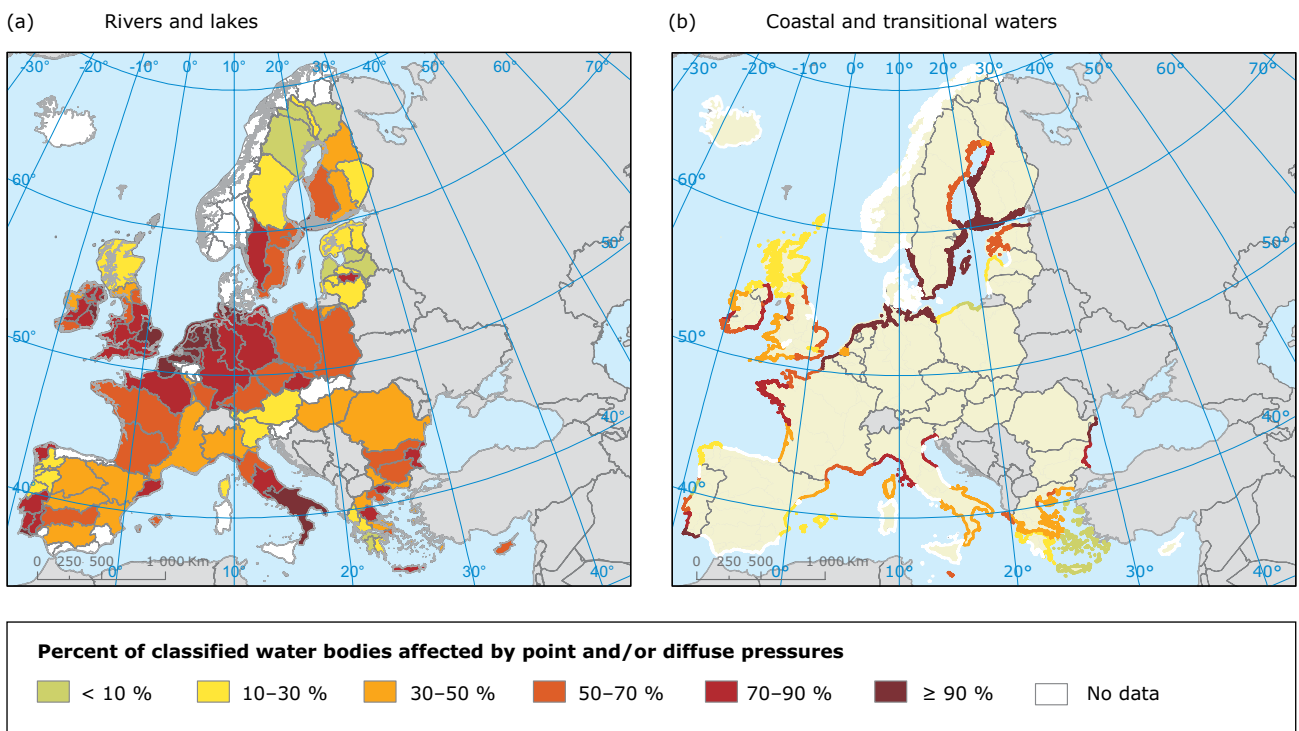 (a) Rivers and lakes
(b) Coastal and transitional waters
-30° -20° -10° 0° 10° 20° 30° 40° 50° 60° 70°
60°
50°
50°
40°
40°
0 250 500 1 000 Km
0° 10° 20° 30° 40°
-30° -20° -10° 0° 10° 20° 30° 40° 50° 60° 70°
60°
50°
50°
40°
40°
0 250 500 1 000 Km
0° 10° 20° 30° 40°
Percent of classified water bodies affected by point and/or diffuse pressures
< 10 % 10–30 % 30–50 % 50–70 % 70–90 % ≥ 90 % No data